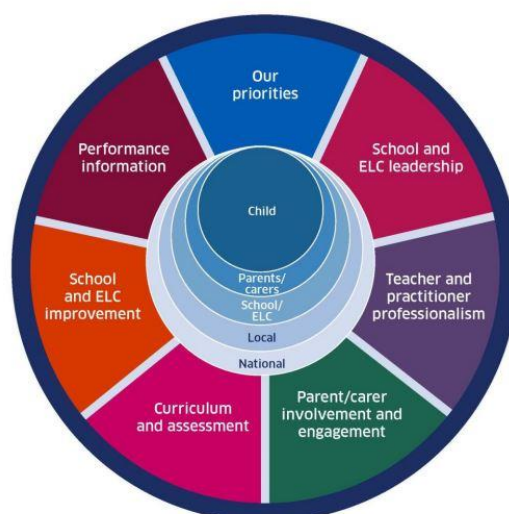 Our
priorities
School and
ELC leadership
Teacher and
practitioner
professionalism
Parent/carer
involvement and
engagement
Curriculum
and assessment
School
and ELC
improvement
Performance
information
Child
Parents/
carers
School/
ELC
Local
National